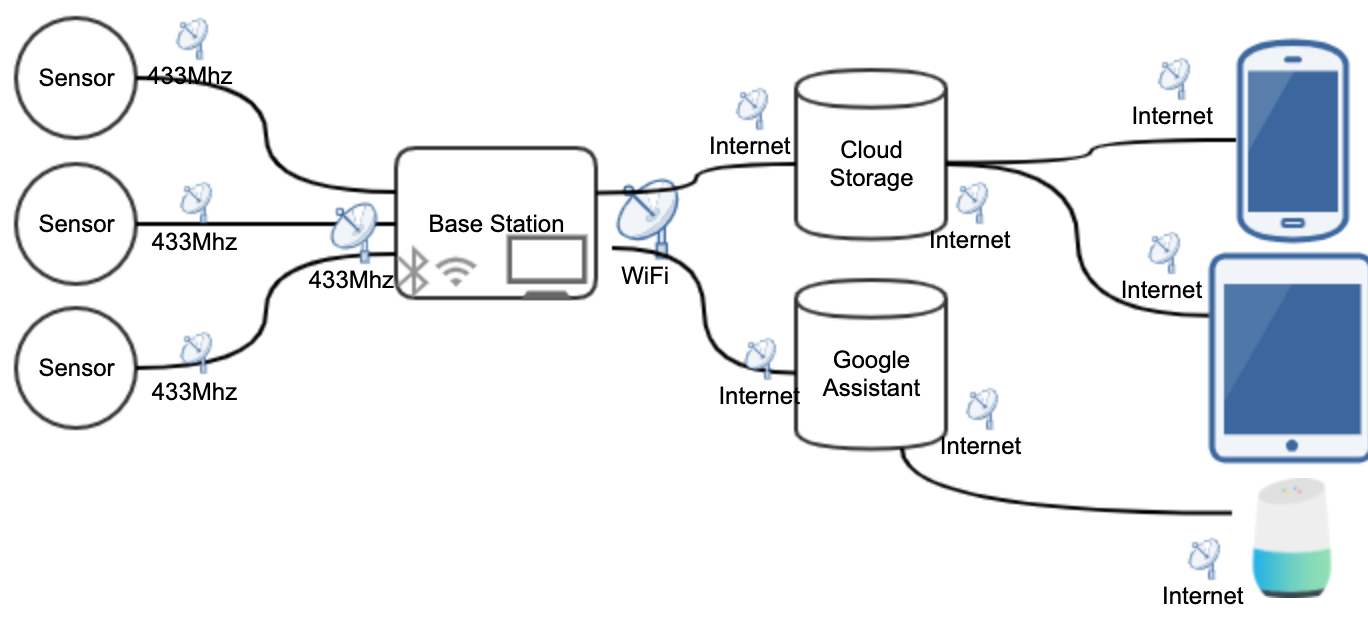 Sensor
433Mhz
Sensor
433Mhz
Sensor
433Mhz
433Mhz
Base Station
WiFi
Internet
Cloud
Storage
Internet
Internet
Internet
Internet
Google
Assistant
Internet
Internet